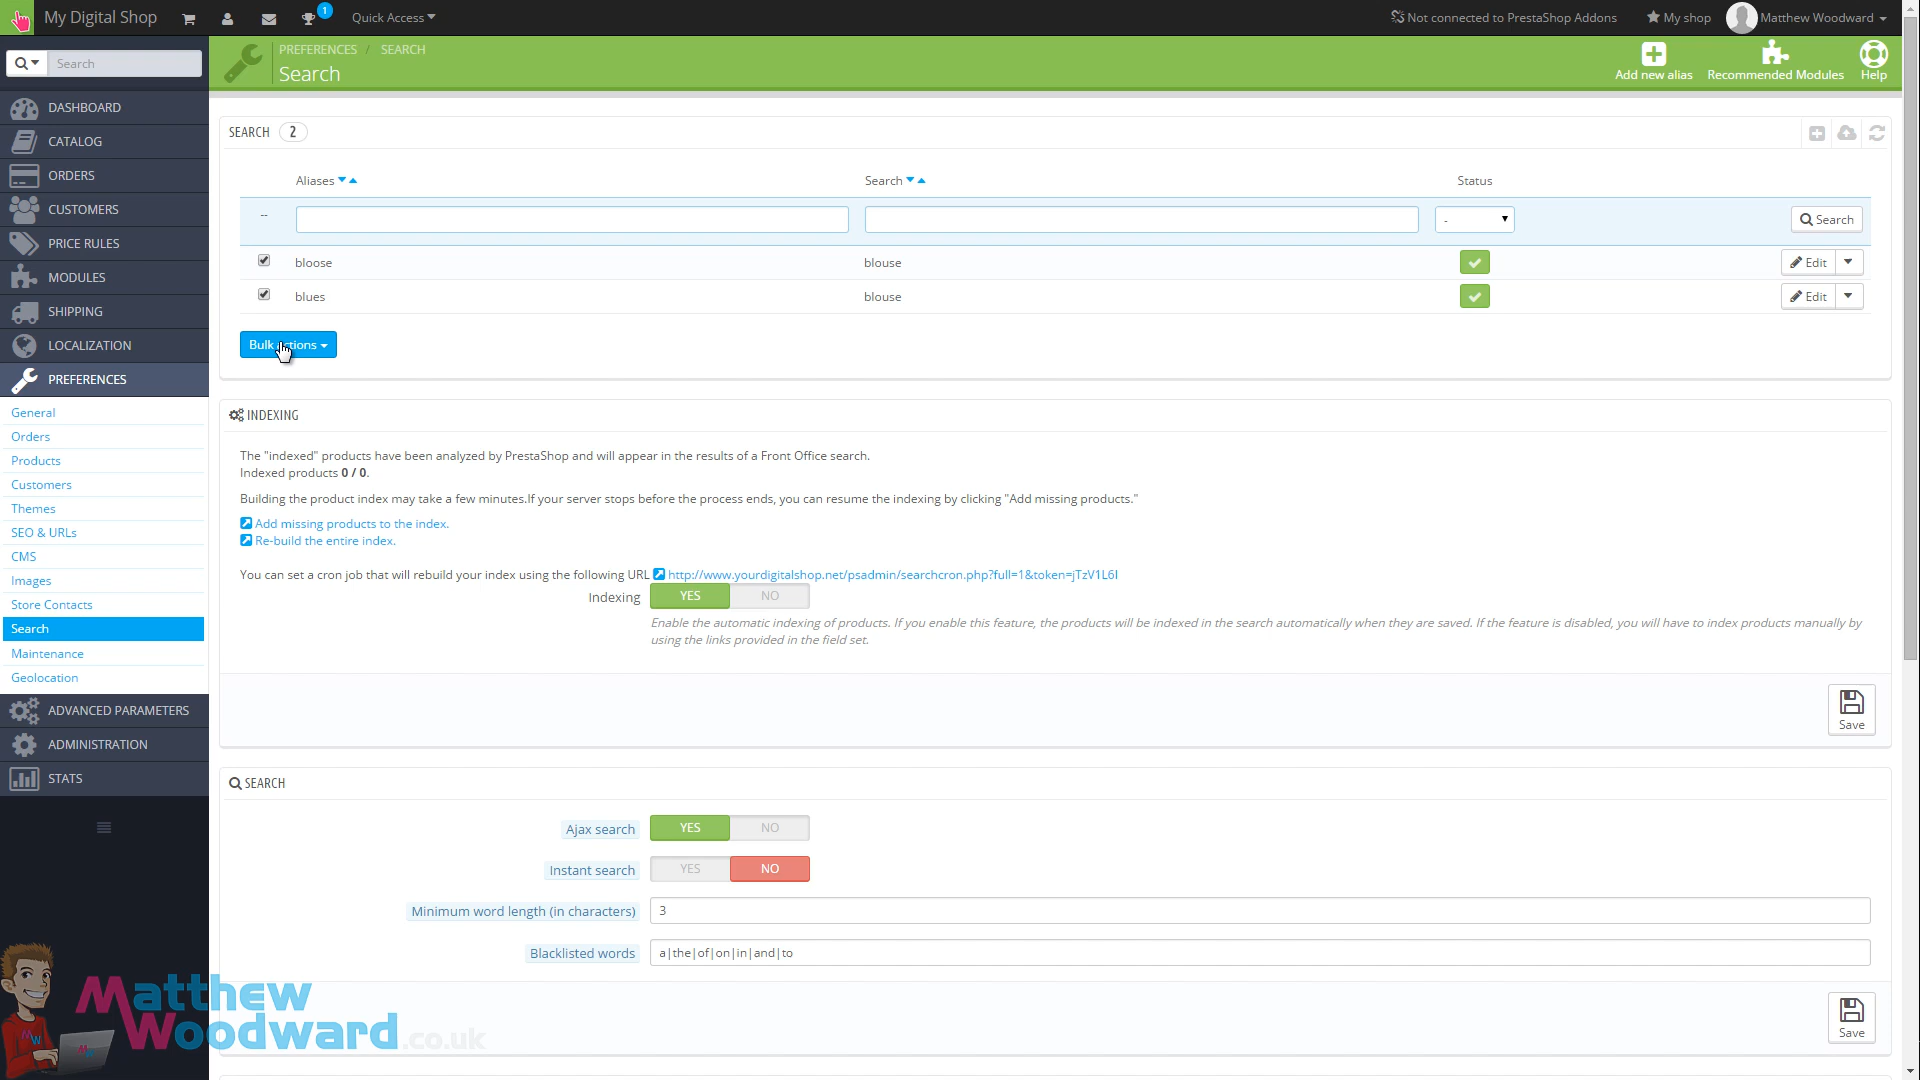 My Digital Shop
1
Quick Access
Not connected to PrestaShop Addons
My shop
Matthew Woodward
Search
PREFERENCES / SEARCH
Search
Add new alias
Recommended Modules
Help
DASHBOARD
CATALOG
ORDERS
CUSTOMERS
PRICE RULES
MODULES
SHIPPING
LOCALIZATION
PREFERENCES
General
Orders
Products
Customers
Themes
SEO & URLs
CMS
Images
Store Contacts
Search
Maintenance
Geolocation
ADVANCED PARAMETERS
ADMINISTRATION
STATS
SEARCH 2
Aliases Search Status
-- - Search
bloose blouse Edit
blues blouse Edit
Bulk actions
INDEXING
The "indexed" products have been analyzed by PrestaShop and will appear in the results of a Front Office search.
Indexed products 0 / 0.
Building the product index may take a few minutes.If your server stops before the process ends, you can resume the indexing by clicking "Add missing products."
Add missing products to the index.
Re-build the entire index.
You can set a cron job that will rebuild your index using the following URL http://www.yourdigitalshop.net/psadmin/searchcron.php?full=1&token=jTzV1L6I
Indexing YES NO
Enable the automatic indexing of products. If you enable this feature, the products will be indexed in the search automatically when they are saved. If the feature is disabled, you will have to index products manually by
using the links provided in the field set.
Save
SEARCH
Ajax search YES NO
Instant search YES NO
Minimum word length (in characters) 3
Blacklisted words a|the|of|on|in|and|to
Save
MW
Matthew
Woodward.co.uk